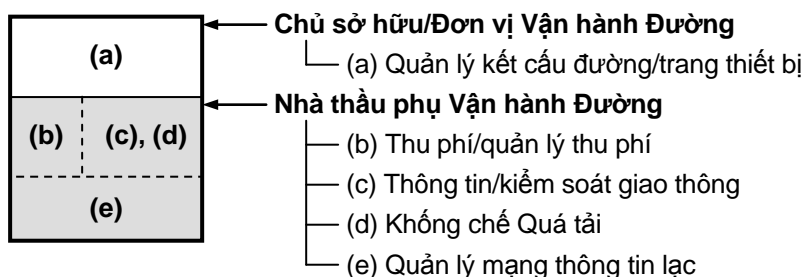 (a)
(b)
(c), (d)
(e)
Chủ sở hữu/Đơn vị Vận hành Đường
(a) Quản lý kết cấu đường/trang thiết bị
Nhà thầu phụ Vận hành Đường
(b) Thu phí/quản lý thu phí
(c) Thông tin/kiểm soát giao thông
(d) Khống chế Quá tải
(e) Quản lý mạng thông tin lạc